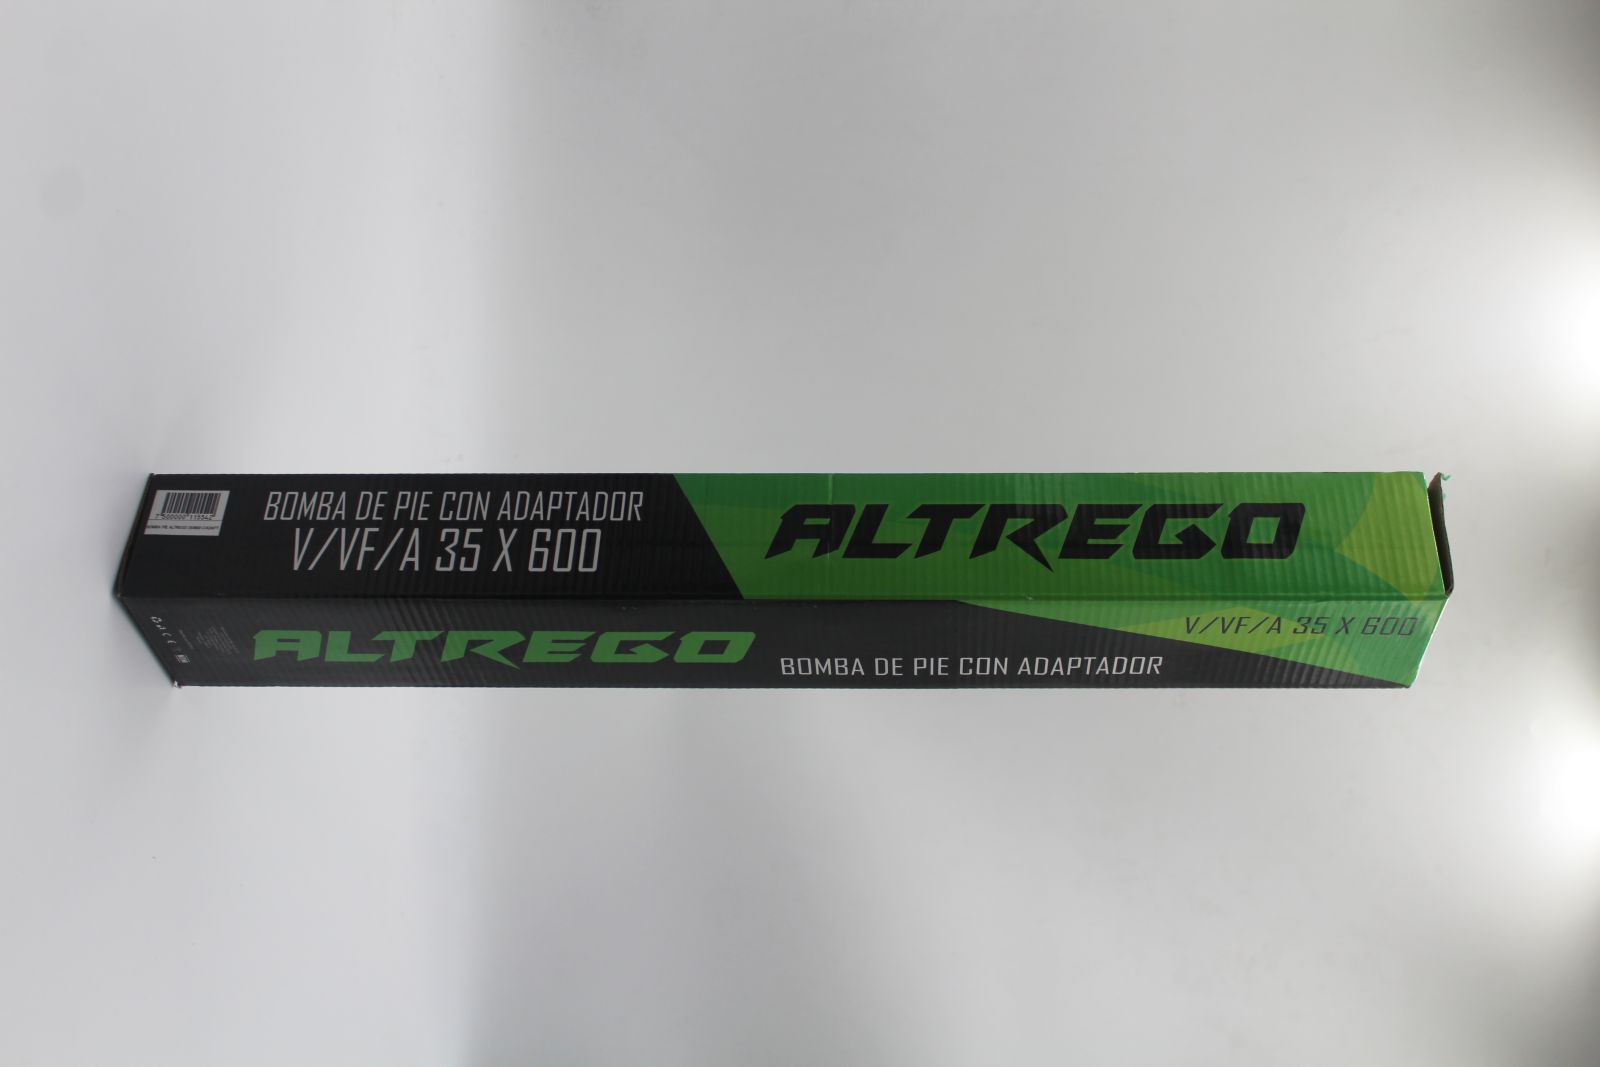 BOMBA DE PIE CON ADAPTADOR
V/VF/A 35 X 600
ALTREGO
V/VF/A 35 X 600
ALTREGO
BOMBA DE PIE CON ADAPTADOR